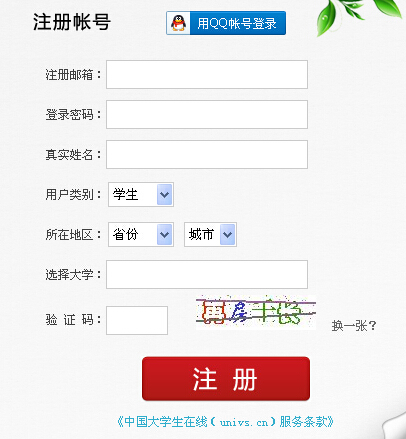 注册帐号 用QQ帐号登录
注册邮箱：
登录密码：
真实姓名：
用户类别： 学生
所在地区： 省份 城市
选择大学：
验 证 码： 换一张?
注 册
《中国大学生在线（univs.cn）服务条款》